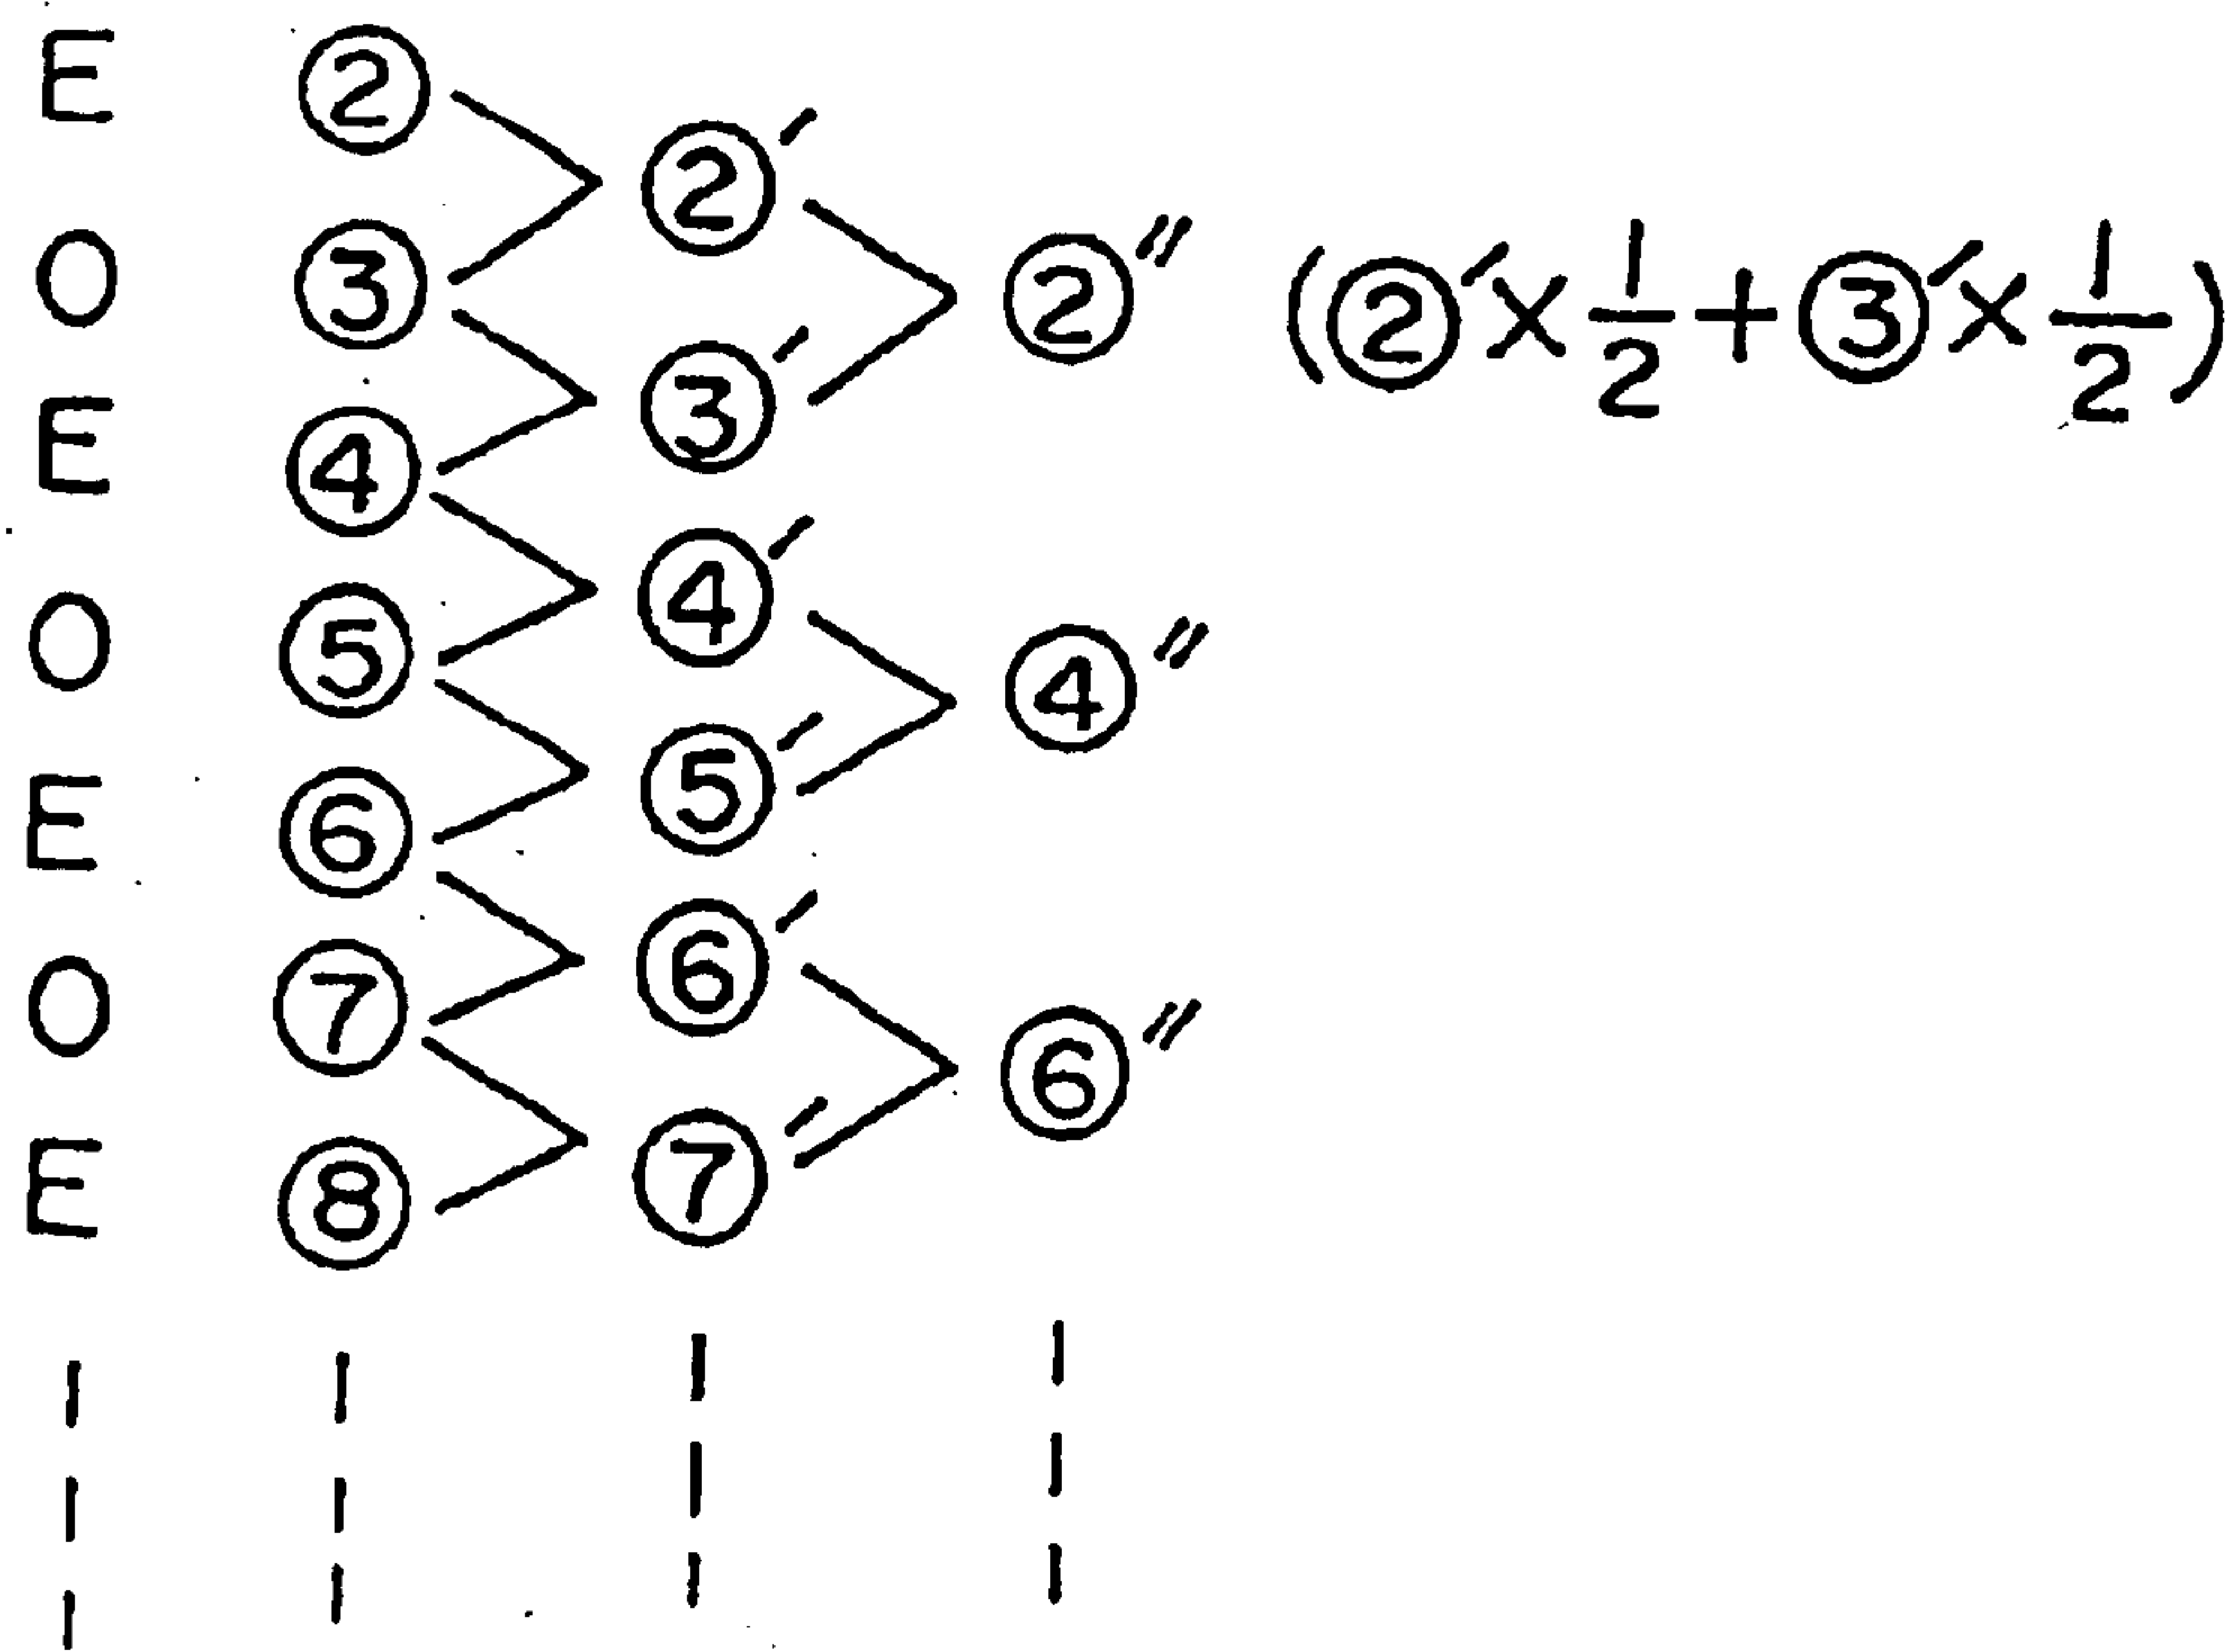 E ②
②′
O ③ ②″ (②′×1/2+③′×1/2)
③′
E ④
④′
O ⑤ ④″
⑤′
E ⑥
⑥′
O ⑦ ⑥″
⑦′
E ⑧